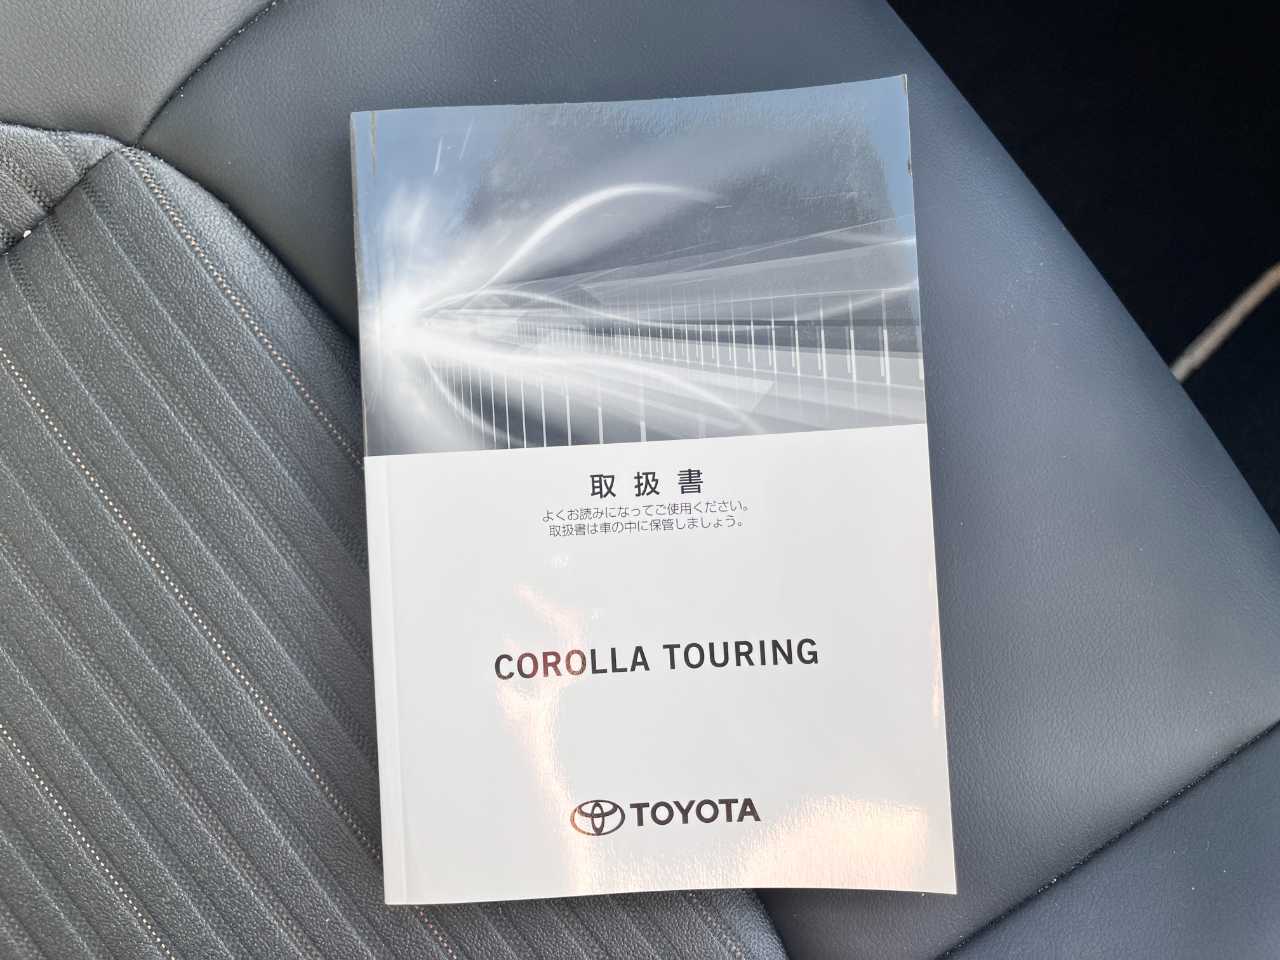 取扱書
よくお読みになってご使用ください。
取扱書は車の中に保管しましょう。
COROLLA TOURING
TOYOTA